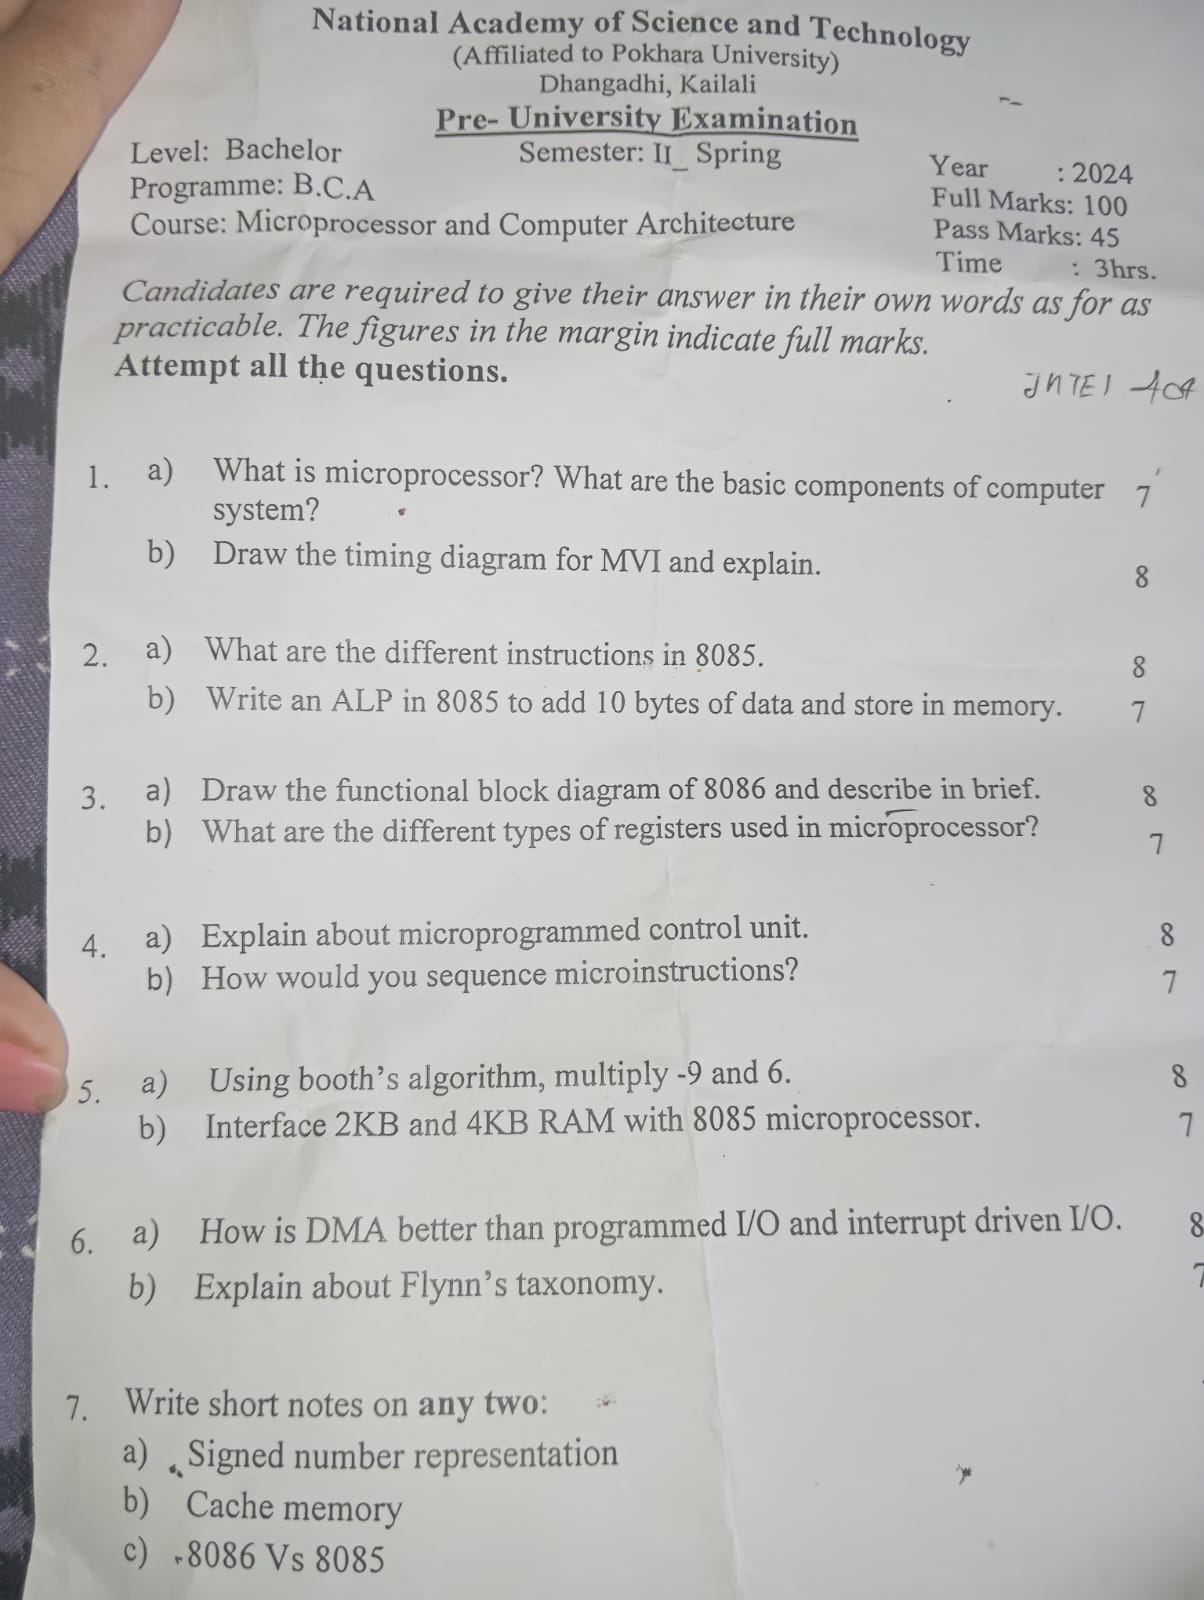 National Academy of Science and Technology
(Affiliated to Pokhara University)
Dhangadhi, Kailali
Pre- University Examination
Level: Bachelor Semester: II_ Spring Year : 2024
Programme: B.C.A Full Marks: 100
Course: Microprocessor and Computer Architecture Pass Marks: 45
Time : 3hrs.
Candidates are required to give their answer in their own words as for as
practicable. The figures in the margin indicate full marks.
Attempt all the questions.
INTEl 404
1. a) What is microprocessor? What are the basic components of computer 7
system?
b) Draw the timing diagram for MVI and explain. 8
2. a) What are the different instructions in 8085. 8
b) Write an ALP in 8085 to add 10 bytes of data and store in memory. 7
3. a) Draw the functional block diagram of 8086 and describe in brief. 8
b) What are the different types of registers used in microprocessor? 7
4. a) Explain about microprogrammed control unit. 8
b) How would you sequence microinstructions? 7
5. a) Using booth's algorithm, multiply -9 and 6. 8
b) Interface 2KB and 4KB RAM with 8085 microprocessor. 7
6. a) How is DMA better than programmed I/O and interrupt driven I/O. 8
b) Explain about Flynn's taxonomy. 7
7. Write short notes on any two:
a) Signed number representation
b) Cache memory
c) 8086 Vs 8085